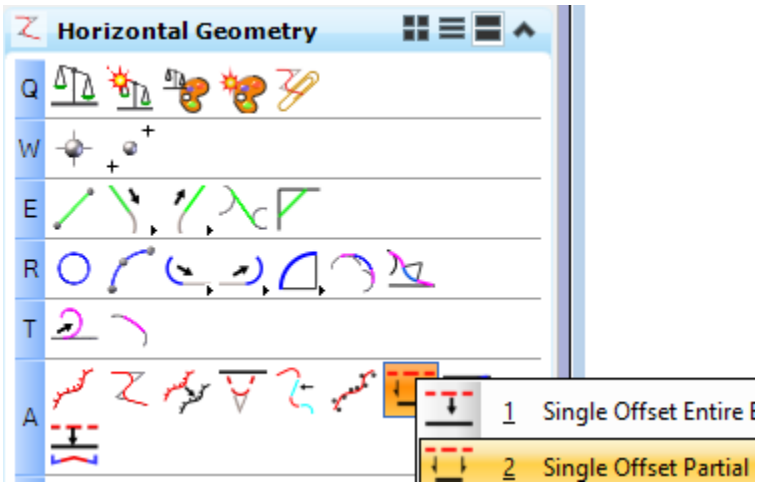 Horizontal Geometry
Q
W
E
R
T
A
1 Single Offset Entire
2 Single Offset Partial